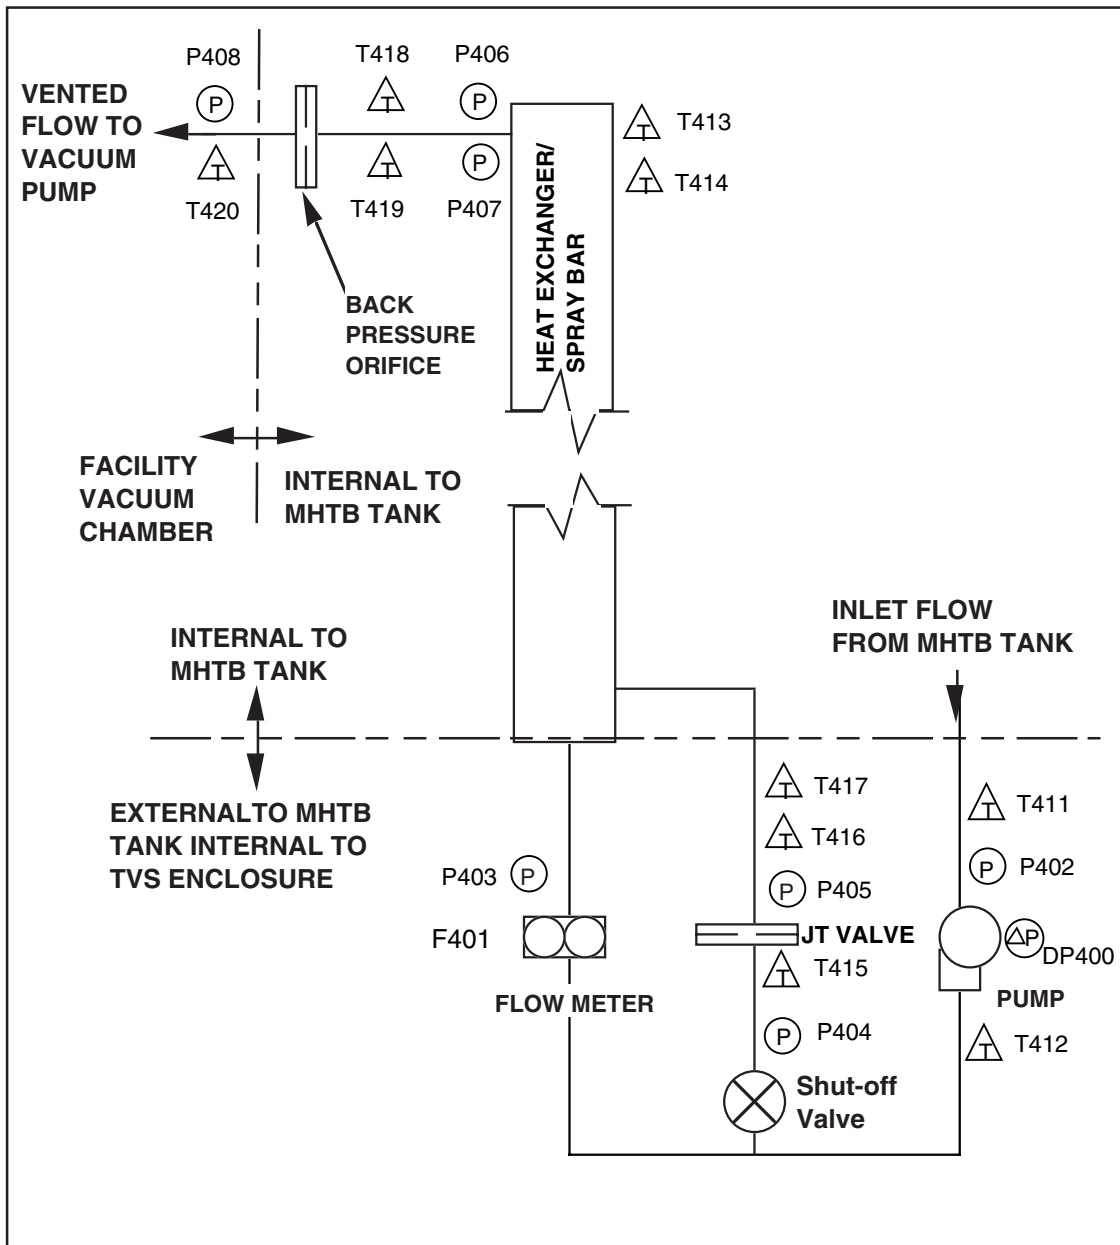 P408
T418
P406
P
T
P
VENTED
FLOW TO
VACUUM
PUMP
T
T413
T
T
P
T
T414
T420
T419
P407
HEAT EXCHANGER/
SPRAY BAR
BACK
PRESSURE
ORIFICE
FACILITY
VACUUM
CHAMBER
INTERNAL TO
MHTB TANK
INTERNAL TO
MHTB TANK
INLET FLOW
FROM MHTB TANK
EXTERNALTO MHTB
TANK INTERNAL TO
TVS ENCLOSURE
T
T417
T
T411
T
T416
P403
P
P
P405
P
P402
F401
JT VALVE
△P
DP400
FLOW METER
T
T415
PUMP
P
P404
T
T412
Shut-off
Valve